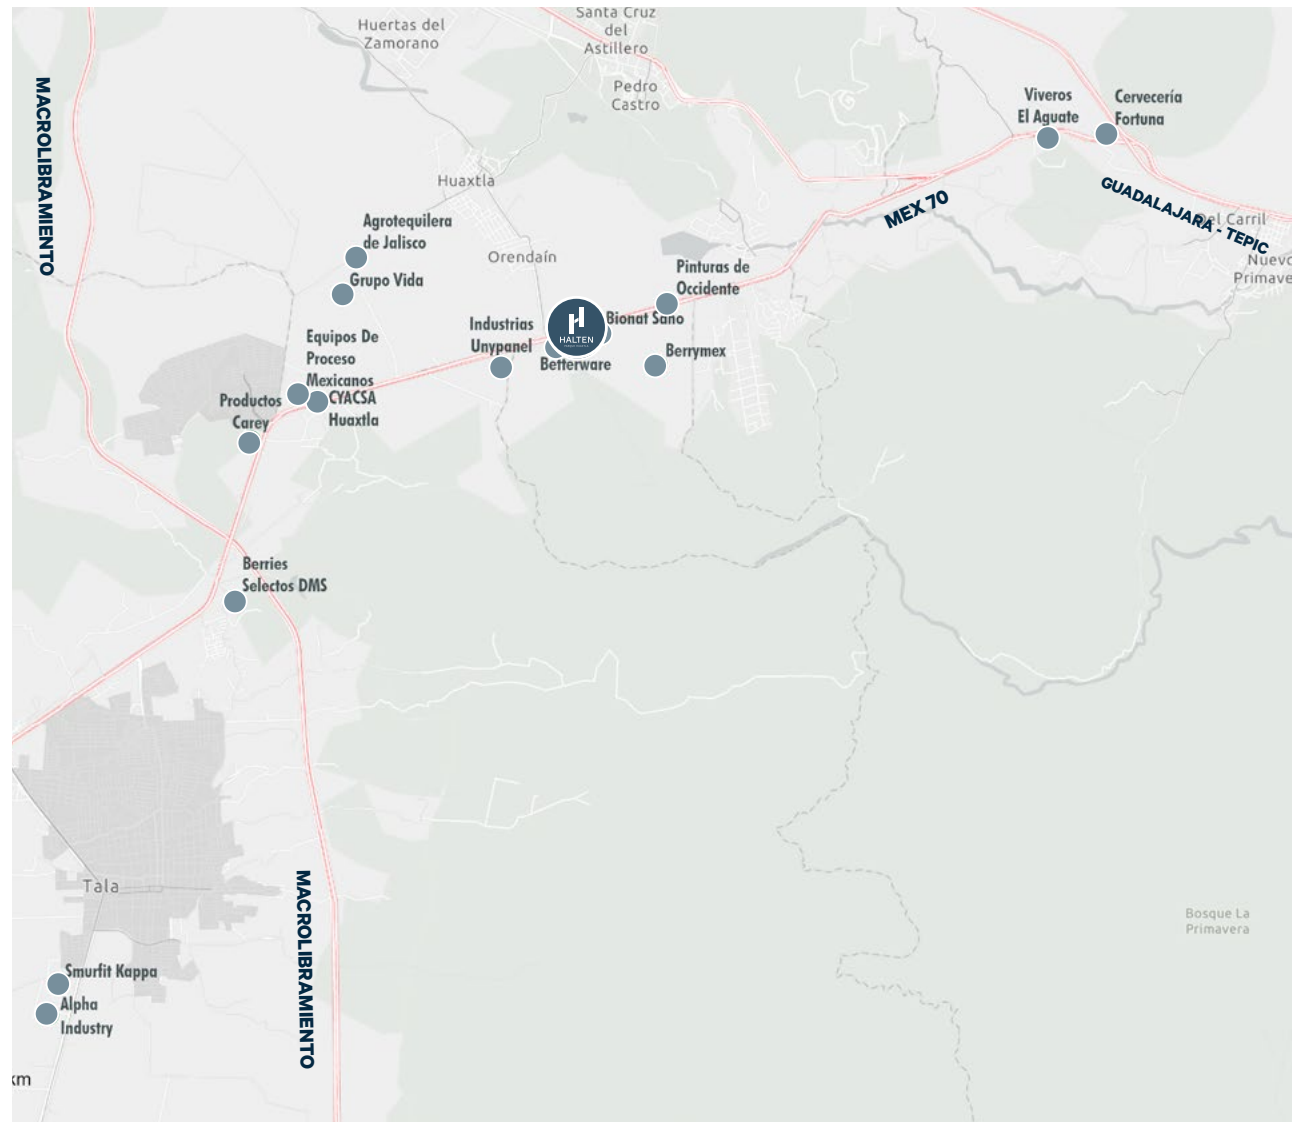 Huertas del
Zamorano
Santa Cruz
del
Astillero
Pedro
Castro
MACROLIBRAMIENTO
Viveros
El Aguate
Cervecería
Fortuna
Huaxtla
MEX 70
GUADALAJARA - TEPIC
Del Carril
Nuevo
Primave
Agrotequilera
de Jalisco
Grupo Vida
Orendaín
Pinturas de
Occidente
Bionat Sano
HALTEN
Industrias
Unypanel
Betterware
Berrymex
Equipos De
Proceso
Mexicanos
CYACSA
Huaxtla
Productos
Carey
Berries
Selectos DMS
Tala
MACROLIBRAMIENTO
Bosque La
Primavera
Smurfit Kappa
Alpha
Industry
km